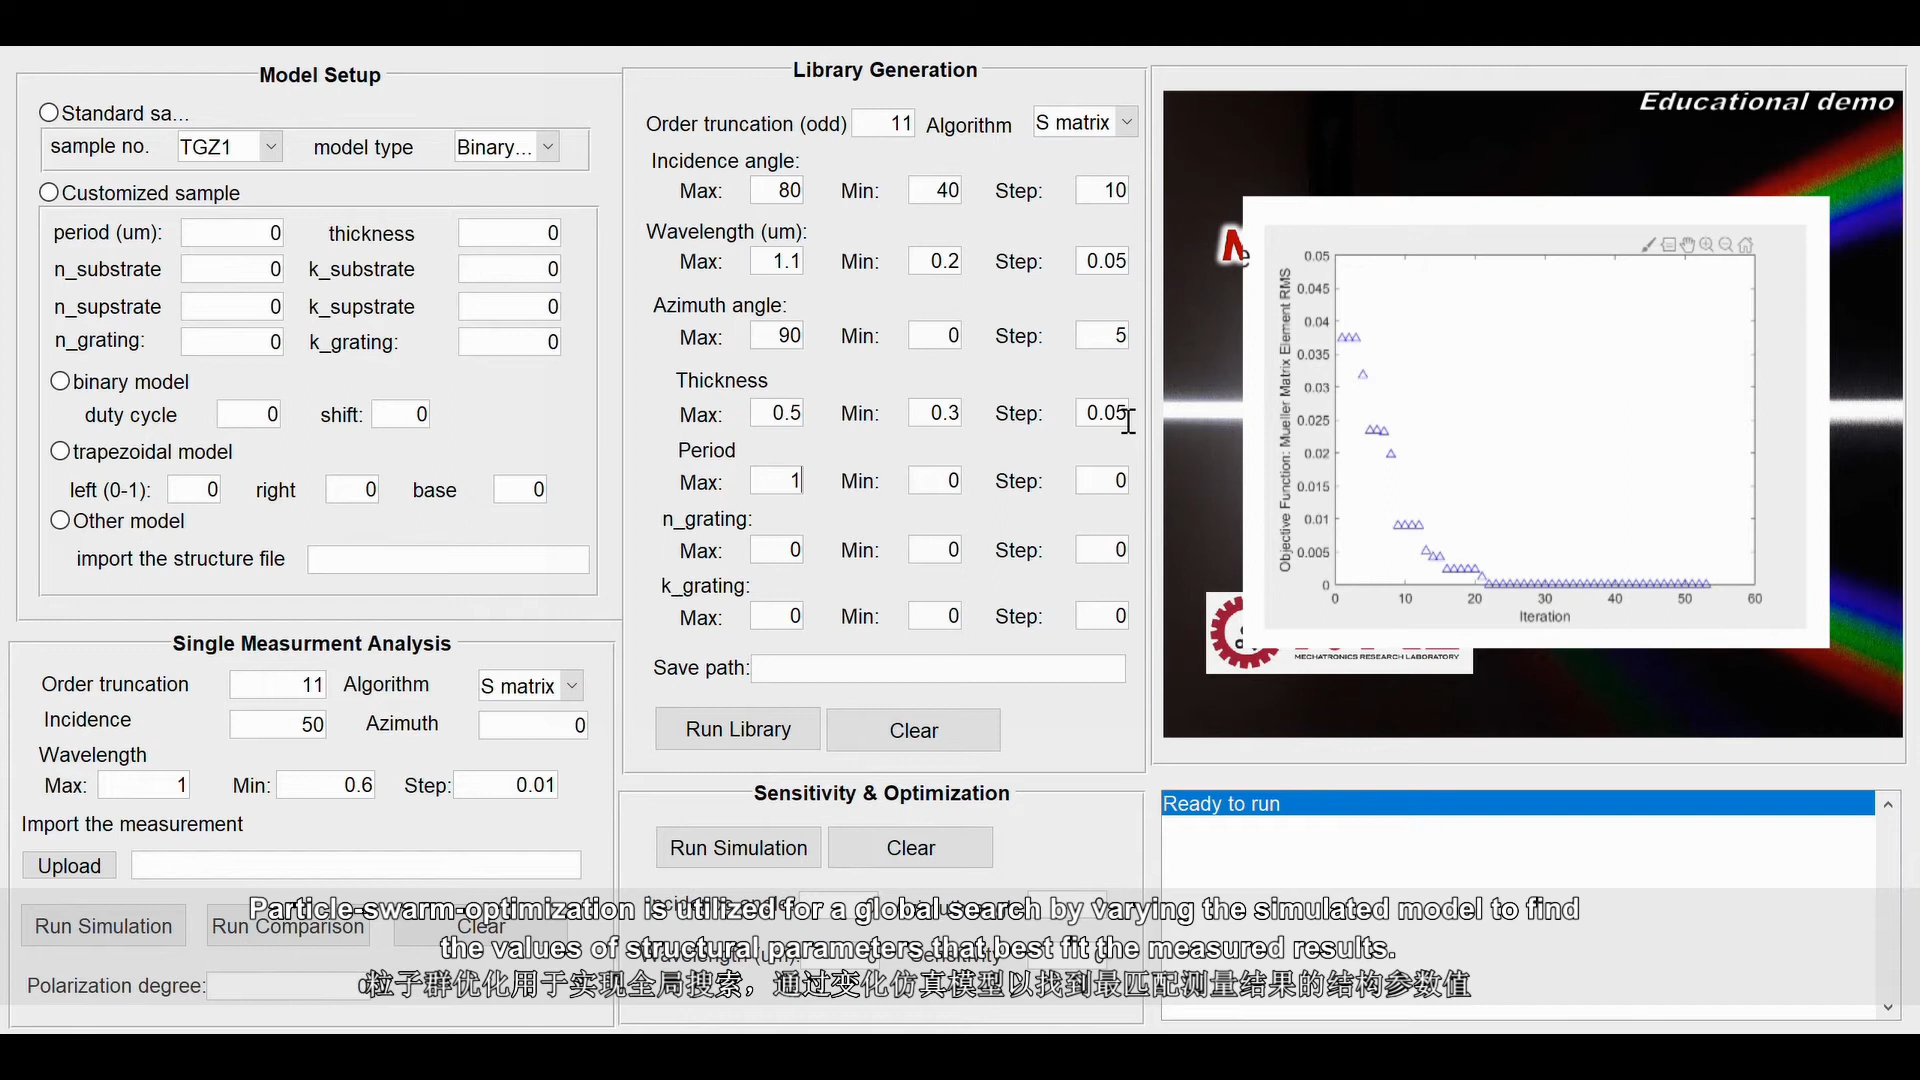 Model Setup
Standard sa...
sample no. TGZ1 model type Binary...
Customized sample
period (um): 0 thickness 0
n_substrate 0 k_substrate 0
n_supstrate 0 k_supstrate 0
n_grating: 0 k_grating: 0
binary model
duty cycle 0 shift: 0
trapezoidal model
left (0-1): 0 right 0 base 0
Other model
import the structure file
Single Measurment Analysis
Order truncation 11 Algorithm S matrix
Incidence 50 Azimuth 0
Wavelength
Max: 1 Min: 0.6 Step: 0.01
Import the measurement
Upload
Run Simulation Run Comparison Clear
Polarization degree:
Library Generation
Order truncation (odd) 11 Algorithm S matrix
Incidence angle:
Max: 80 Min: 40 Step: 10
Wavelength (um):
Max: 1.1 Min: 0.2 Step: 0.05
Azimuth angle:
Max: 90 Min: 0 Step: 5
Thickness
Max: 0.5 Min: 0.3 Step: 0.05
Period
Max: 1 Min: 0 Step: 0
n_grating:
Max: 0 Min: 0 Step: 0
k_grating:
Max: 0 Min: 0 Step: 0
Save path:
Run Library Clear
Sensitivity & Optimization
Run Simulation Clear
Educational demo
0.05
0.045
0.04
0.035
0.03
0.025
0.02
0.015
0.01
0.005
0
Objective Function: Mueller Matrix Element RMS
0 10 20 30 40 50 60
Iteration
MECHATRONICS RESEARCH LABORATORY
Ready to run
Particle-swarm-optimization is utilized for a global search by varying the simulated model to find
the values of structural parameters that best fit the measured results.
粒子群优化用于实现全局搜索，通过变化仿真模型以找到最匹配测量结果的结构参数值